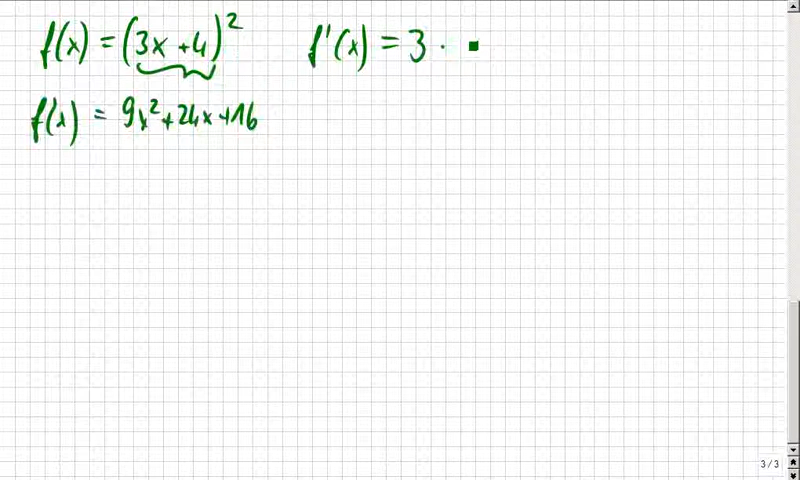 f(x) = (3x + 4)² f'(x) = 3 ·
f(x) = 9x² + 24x + 16
3 / 3